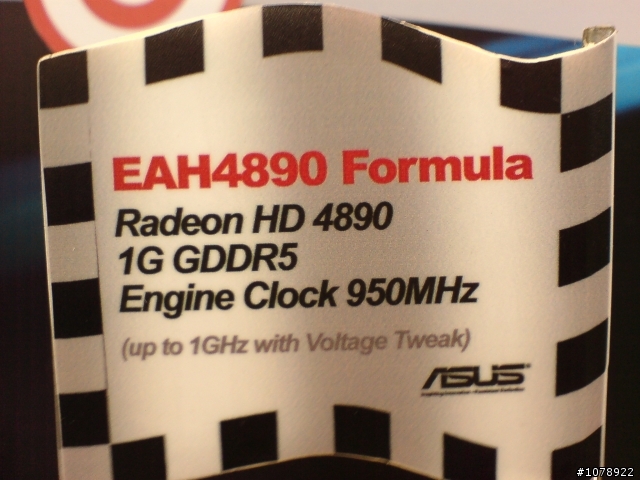 EAH4890 Formula
Radeon HD 4890
1G GDDR5
Engine Clock 950MHz
(up to 1GHz with Voltage Tweak)
ASUS
#1078922